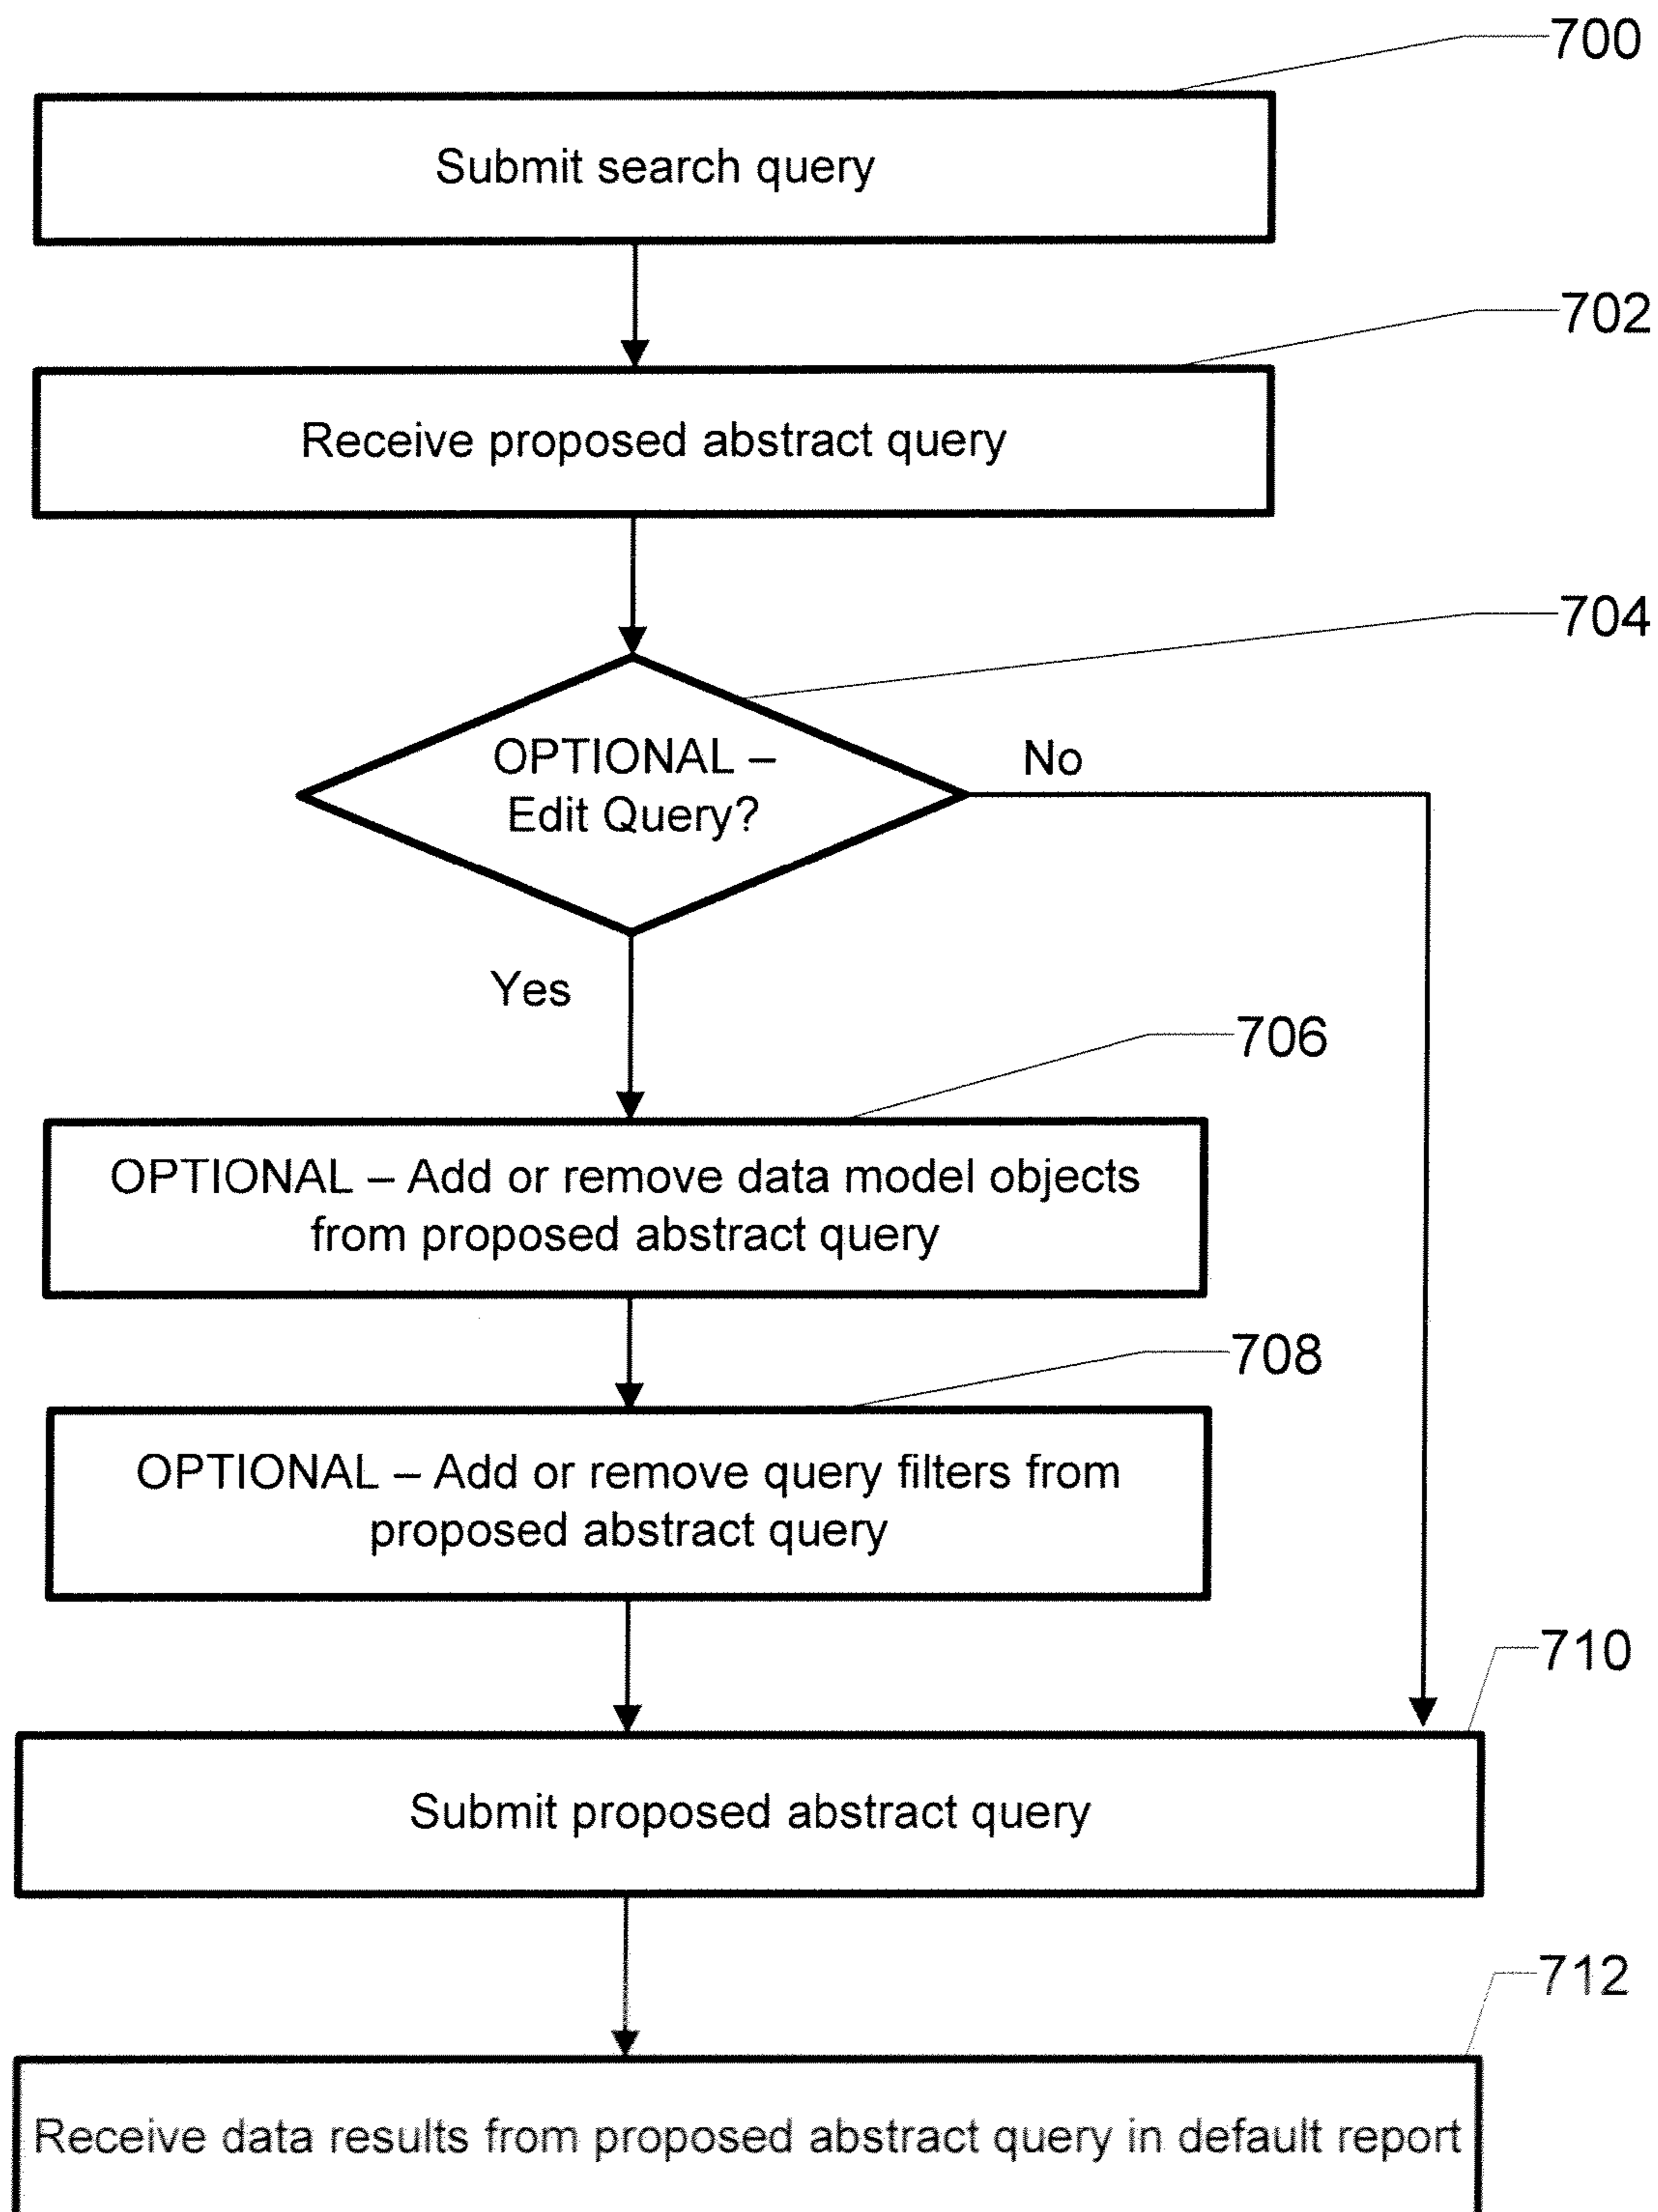 700
Submit search query
702
Receive proposed abstract query
704
OPTIONAL –
Edit Query?
No
Yes
706
OPTIONAL – Add or remove data model objects
from proposed abstract query
708
OPTIONAL – Add or remove query filters from
proposed abstract query
710
Submit proposed abstract query
712
Receive data results from proposed abstract query in default report